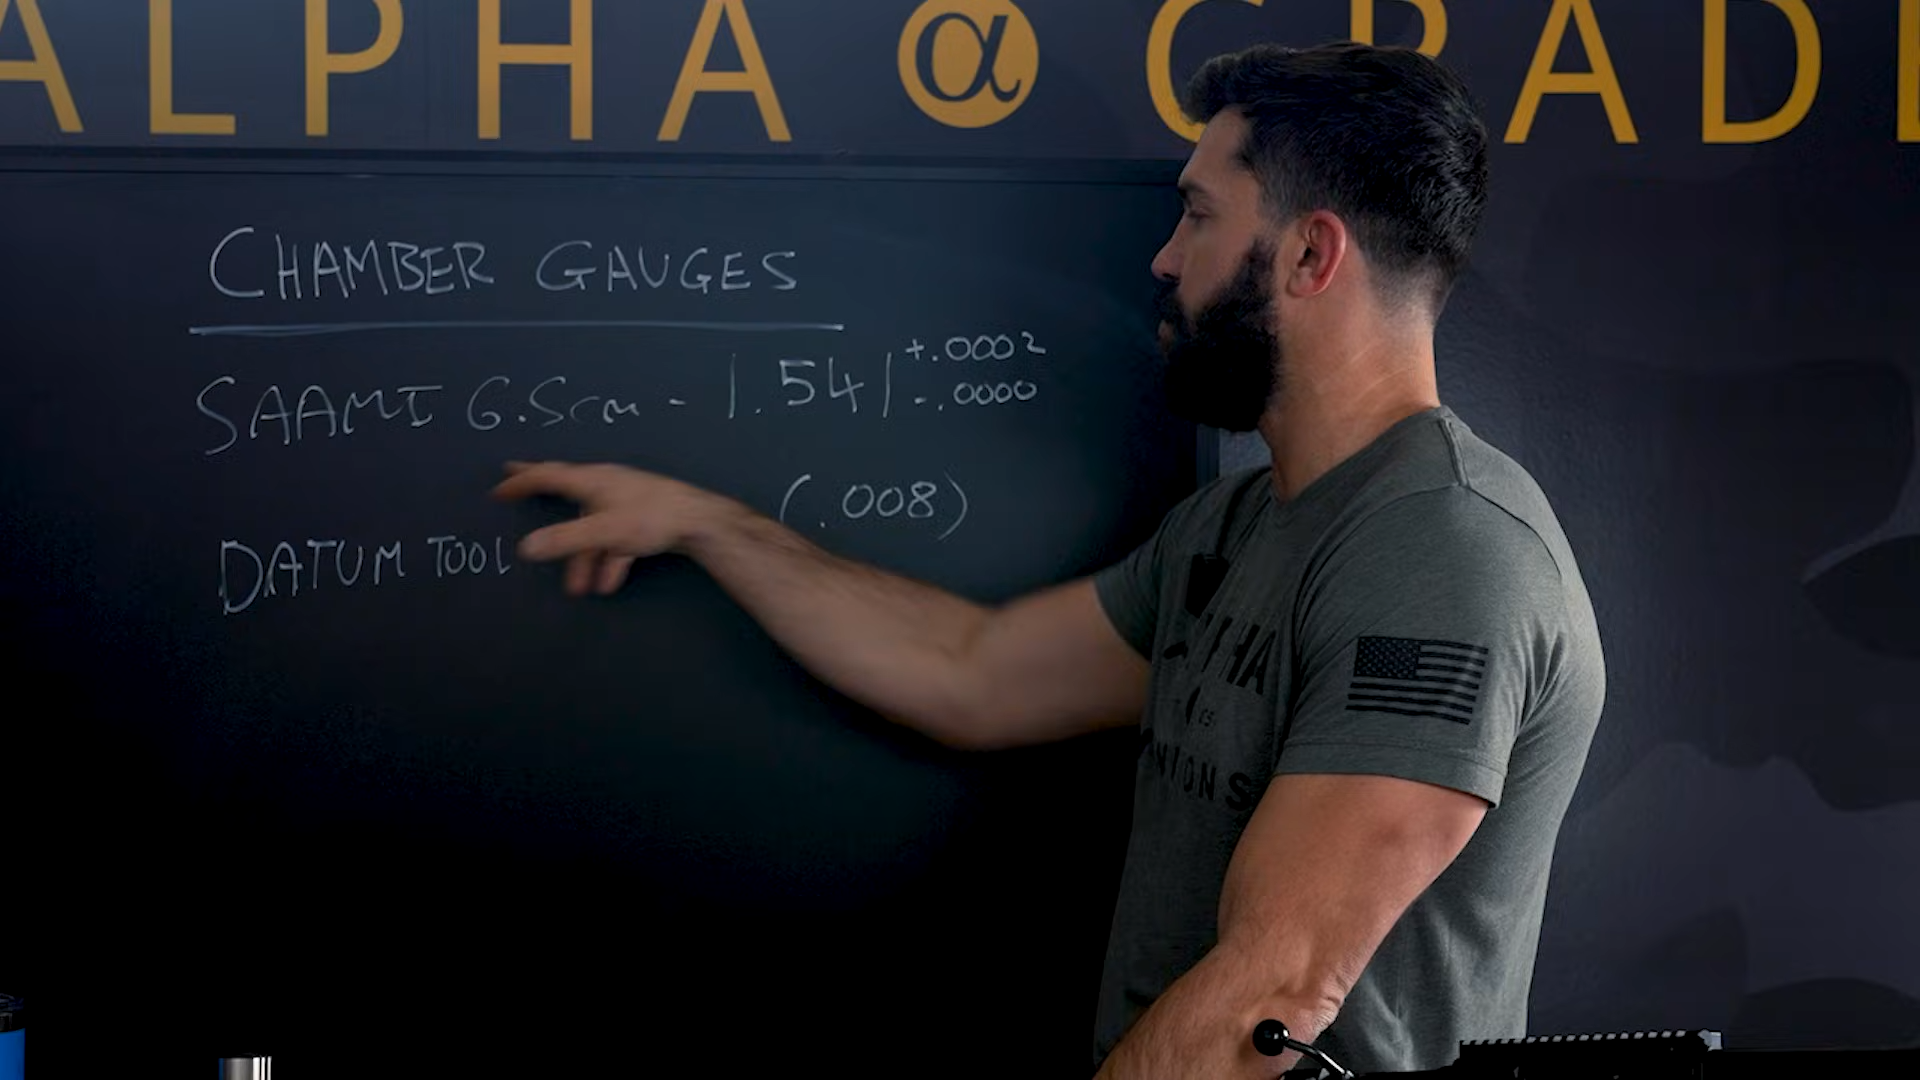 ALPHA α GRADE
CHAMBER GAUGES
SAAMI 6.5cm - 1.541 +.0002
-.0000
(.008)
DATUM TOOL